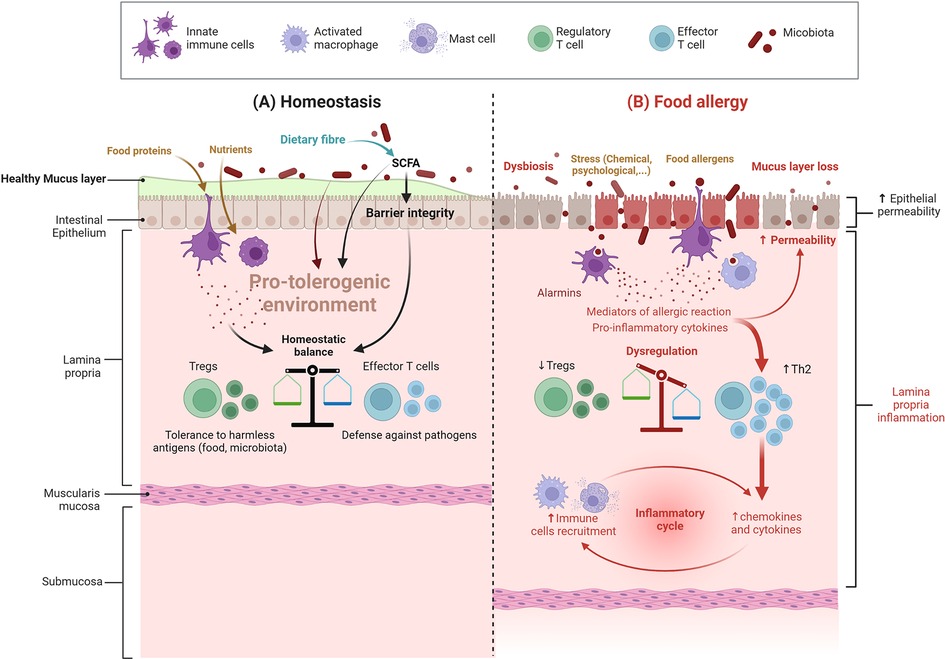 Innate
immune cells
Activated
macrophage
Mast cell
Regulatory
T cell
Effector
T cell
Micobiota
(A) Homeostasis
(B) Food allergy
Food proteins
Nutrients
Dietary fibre
SCFA
Healthy Mucus layer
Barrier integrity
Intestinal
Epithelium
Pro-tolerogenic
environment
Homeostatic
balance
Lamina
propria
Tregs
Effector T cells
Tolerance to harmless
antigens (food, microbiota)
Defense against pathogens
Muscularis
mucosa
Submucosa
Dysbiosis
Stress (Chemical,
psychological,...)
Food allergens
Mucus layer loss
↑ Epithelial
permeability
↑ Permeability
Alarmins
Mediators of allergic reaction
Pro-inflammatory cytokines
Dysregulation
↓Tregs
↑Th2
Lamina
propria
inflammation
↑Immune
cells recruitment
Inflammatory
cycle
↑chemokines
and cytokines